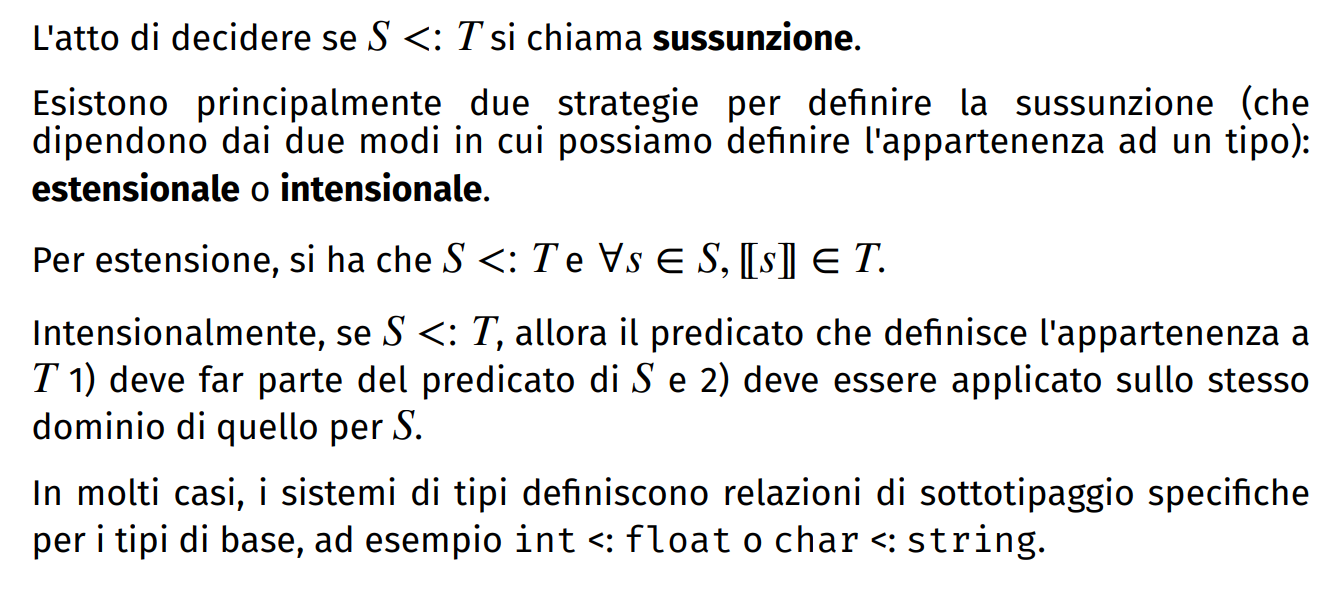 L'atto di decidere se S <: T si chiama sussunzione.
Esistono principalmente due strategie per definire la sussunzione (che
dipendono dai due modi in cui possiamo definire l'appartenenza ad un tipo):
estensionale o intensionale.
Per estensione, si ha che S <: T e ∀s ∈ S, ⟦s⟧ ∈ T.
Intensionalmente, se S <: T, allora il predicato che definisce l'appartenenza a
T 1) deve far parte del predicato di S e 2) deve essere applicato sullo stesso
dominio di quello per S.
In molti casi, i sistemi di tipi definiscono relazioni di sottotipaggio specifiche
per i tipi di base, ad esempio int <: float o char <: string.